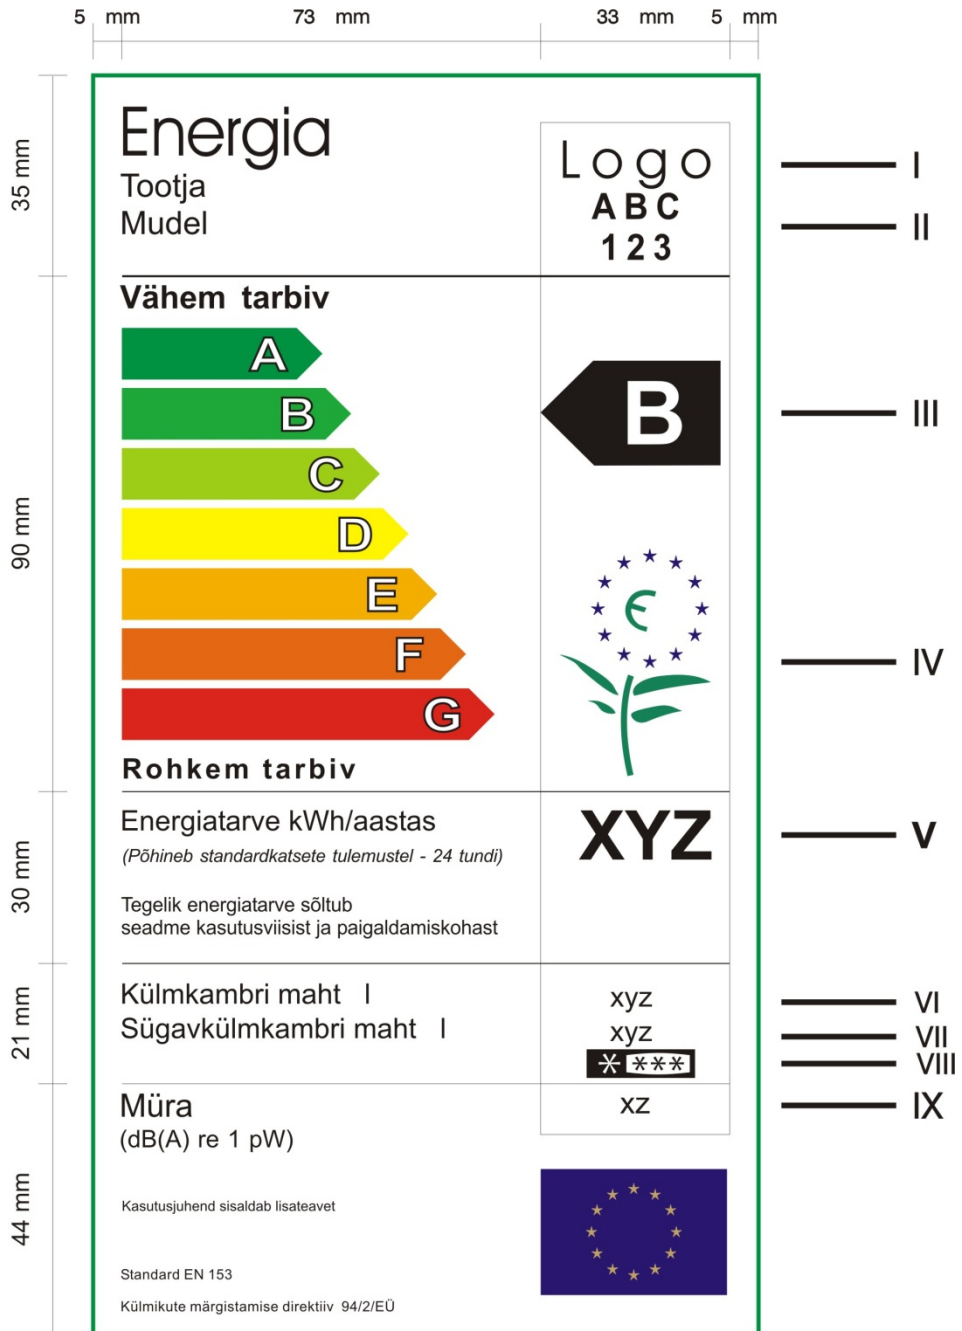 5 mm 73 mm 33 mm 5 mm
35 mm
90 mm
30 mm
21 mm
44 mm
Energia
Tootja
Mudel
Logo
ABC
123
I
II
Vähem tarbiv
A
B
C
D
E
F
G
Rohkem tarbiv
B
III
IV
Energiatarve kWh/aastas
(Põhineb standardkatsete tulemustel - 24 tundi)
Tegelik energiatarve sõltub
seadme kasutusviisist ja paigaldamiskohast
XYZ
V
Külmkambri maht l xyz VI
Sügavkülmkambri maht l xyz VII
* *** VIII
Müra xz IX
(dB(A) re 1 pW)
Kasutusjuhend sisaldab lisateavet
Standard EN 153
Külmikute märgistamise direktiiv 94/2/EÜ